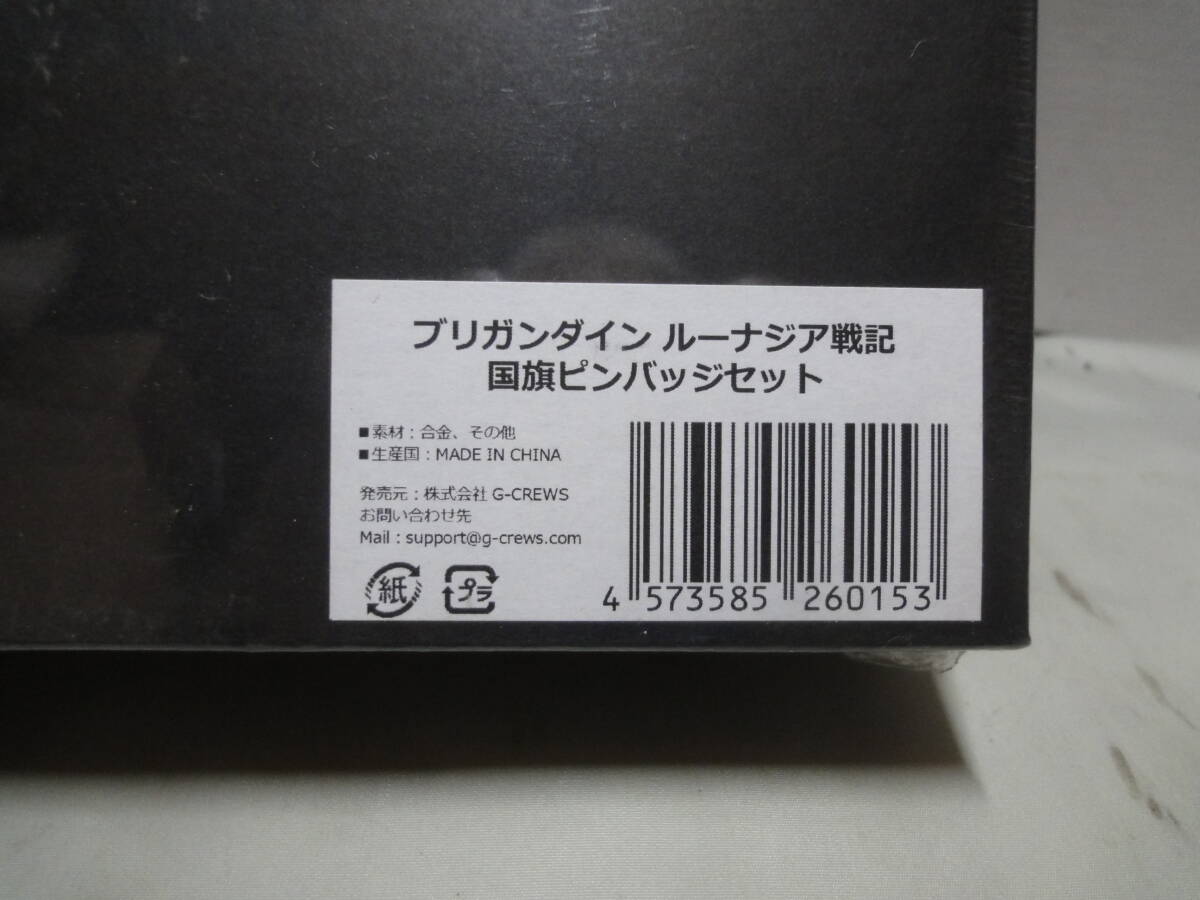 ブリガンダイン ルーナジア戦記
国旗ピンバッジセット
■素材：合金、その他
■生産国：MADE IN CHINA
発売元：株式会社 G-CREWS
お問い合わせ先
Mail：support@g-crews.com
紙 プラ
4 573585 260153